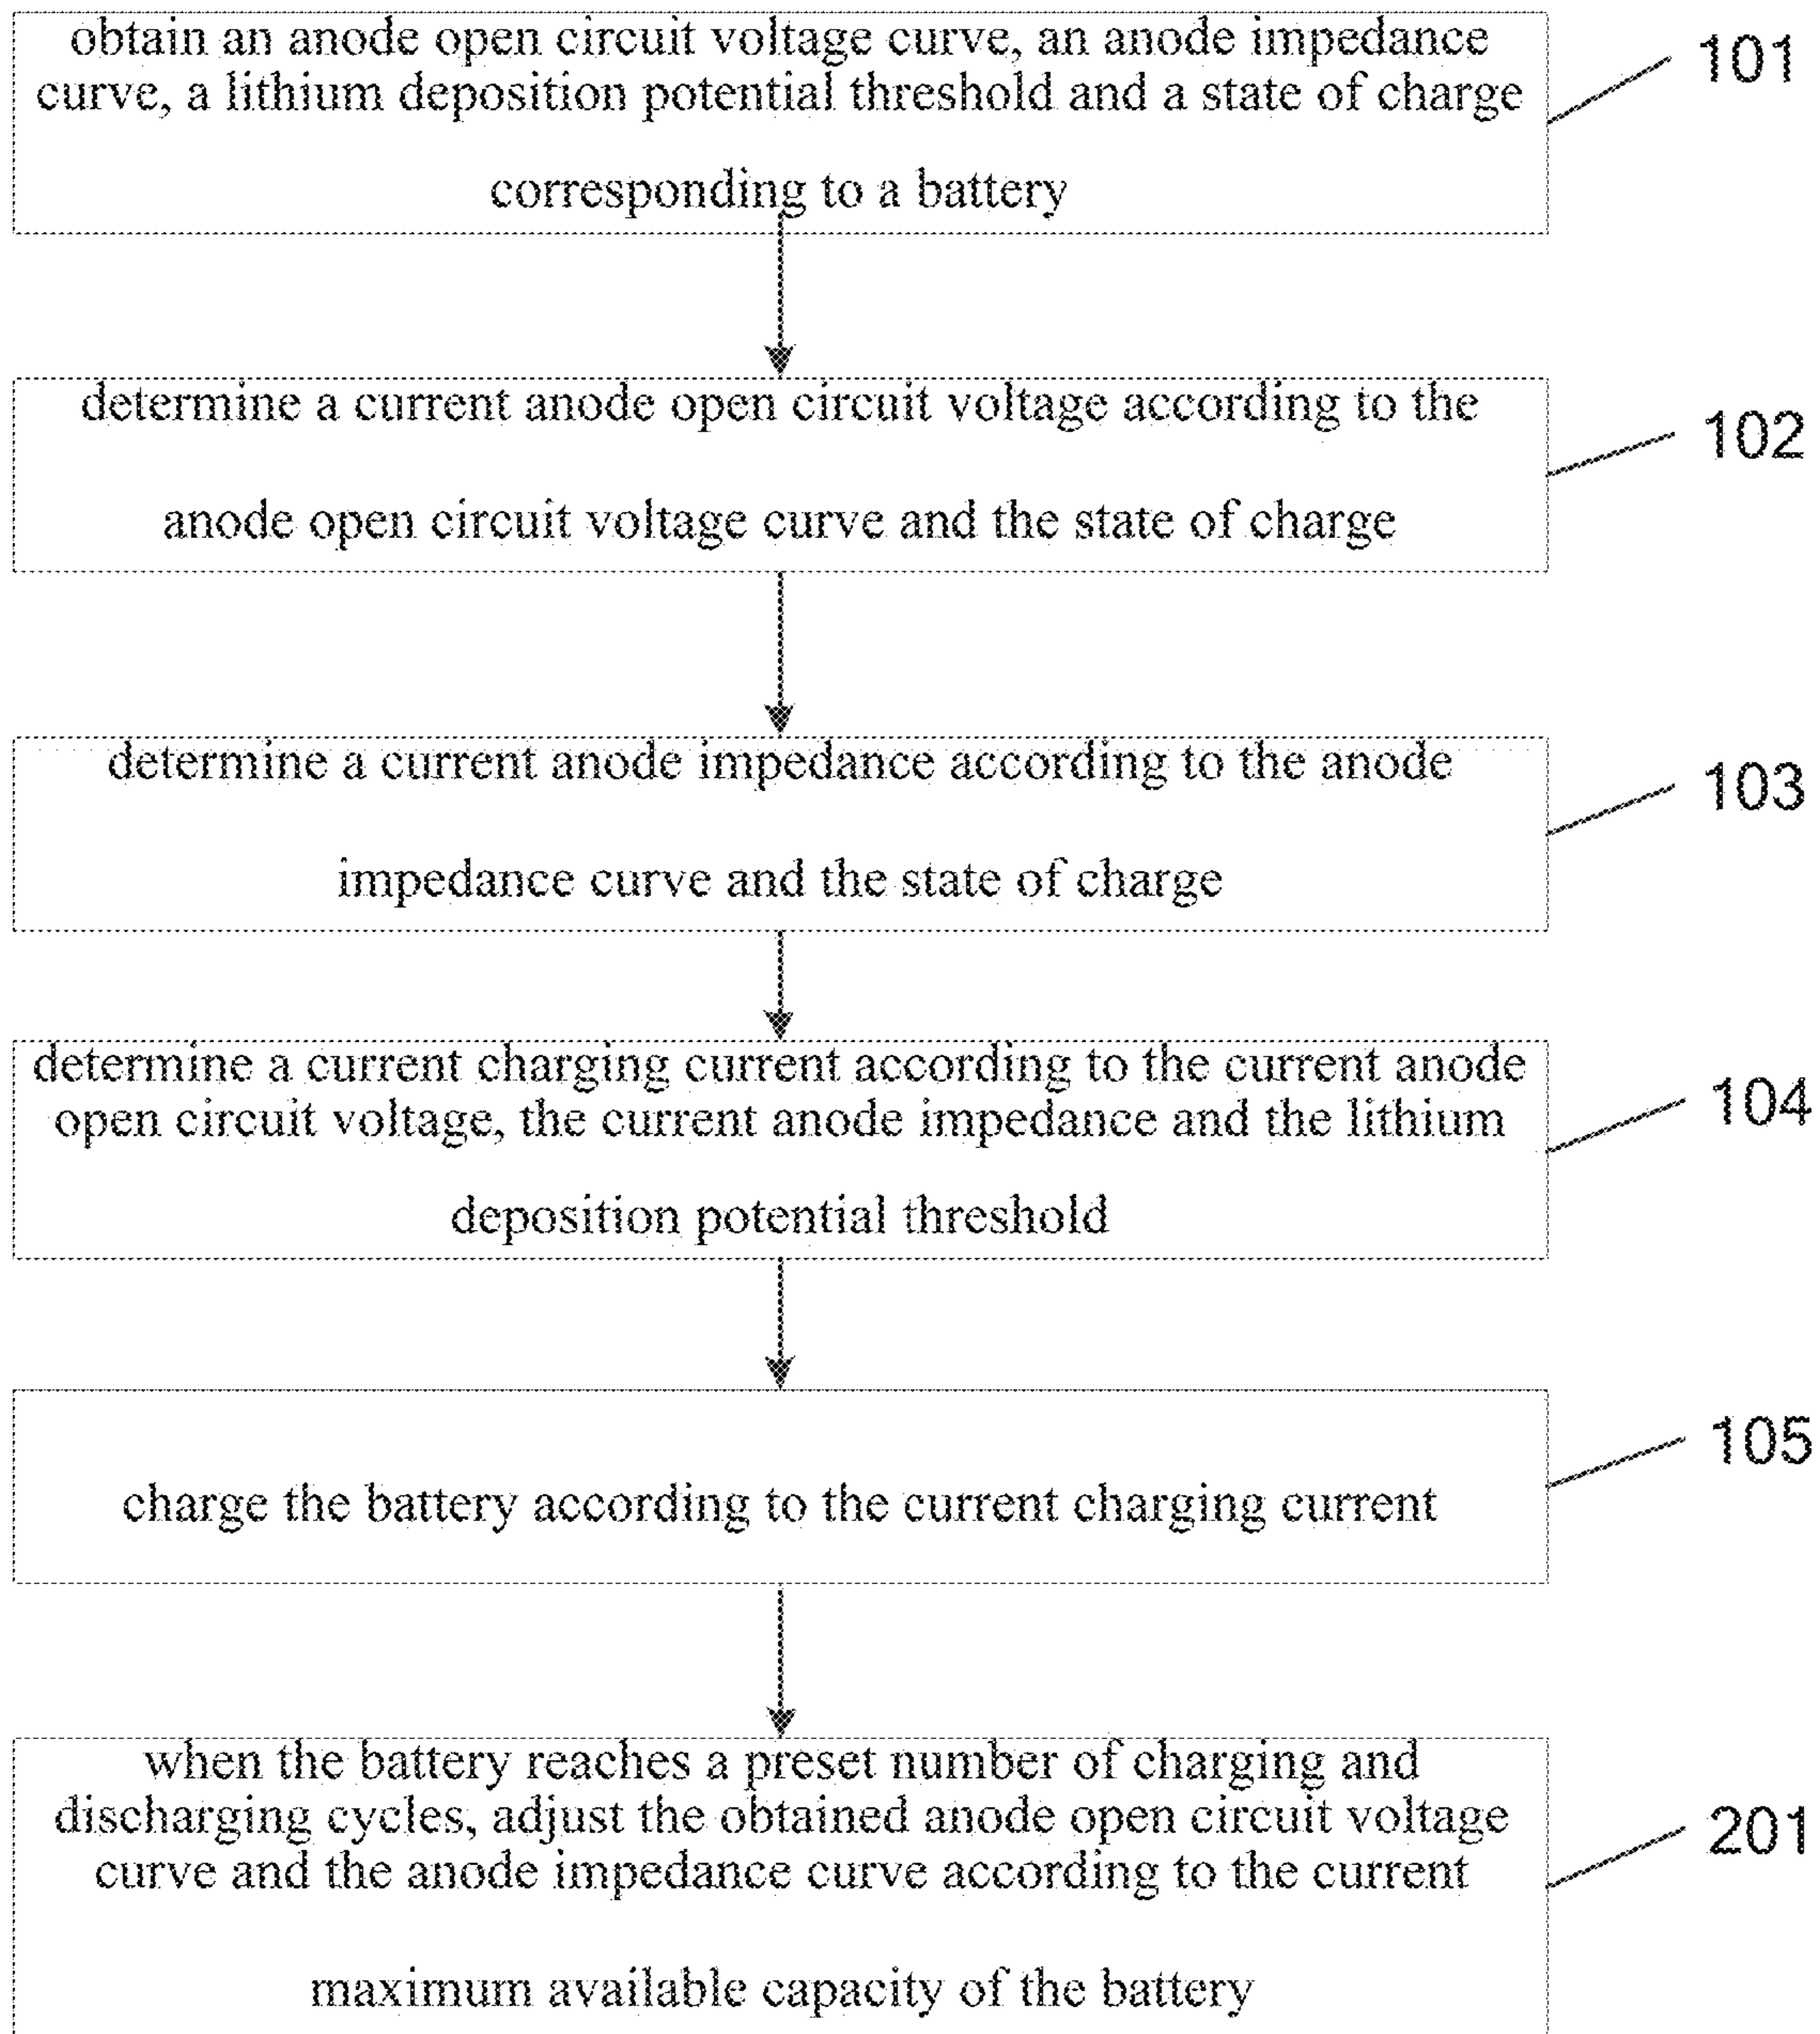 obtain an anode open circuit voltage curve, an anode impedance
curve, a lithium deposition potential threshold and a state of charge
corresponding to a battery
101
determine a current anode open circuit voltage according to the
anode open circuit voltage curve and the state of charge
102
determine a current anode impedance according to the anode
impedance curve and the state of charge
103
determine a current charging current according to the current anode
open circuit voltage, the current anode impedance and the lithium
deposition potential threshold
104
charge the battery according to the current charging current
105
when the battery reaches a preset number of charging and
discharging cycles, adjust the obtained anode open circuit voltage
curve and the anode impedance curve according to the current
maximum available capacity of the battery
201